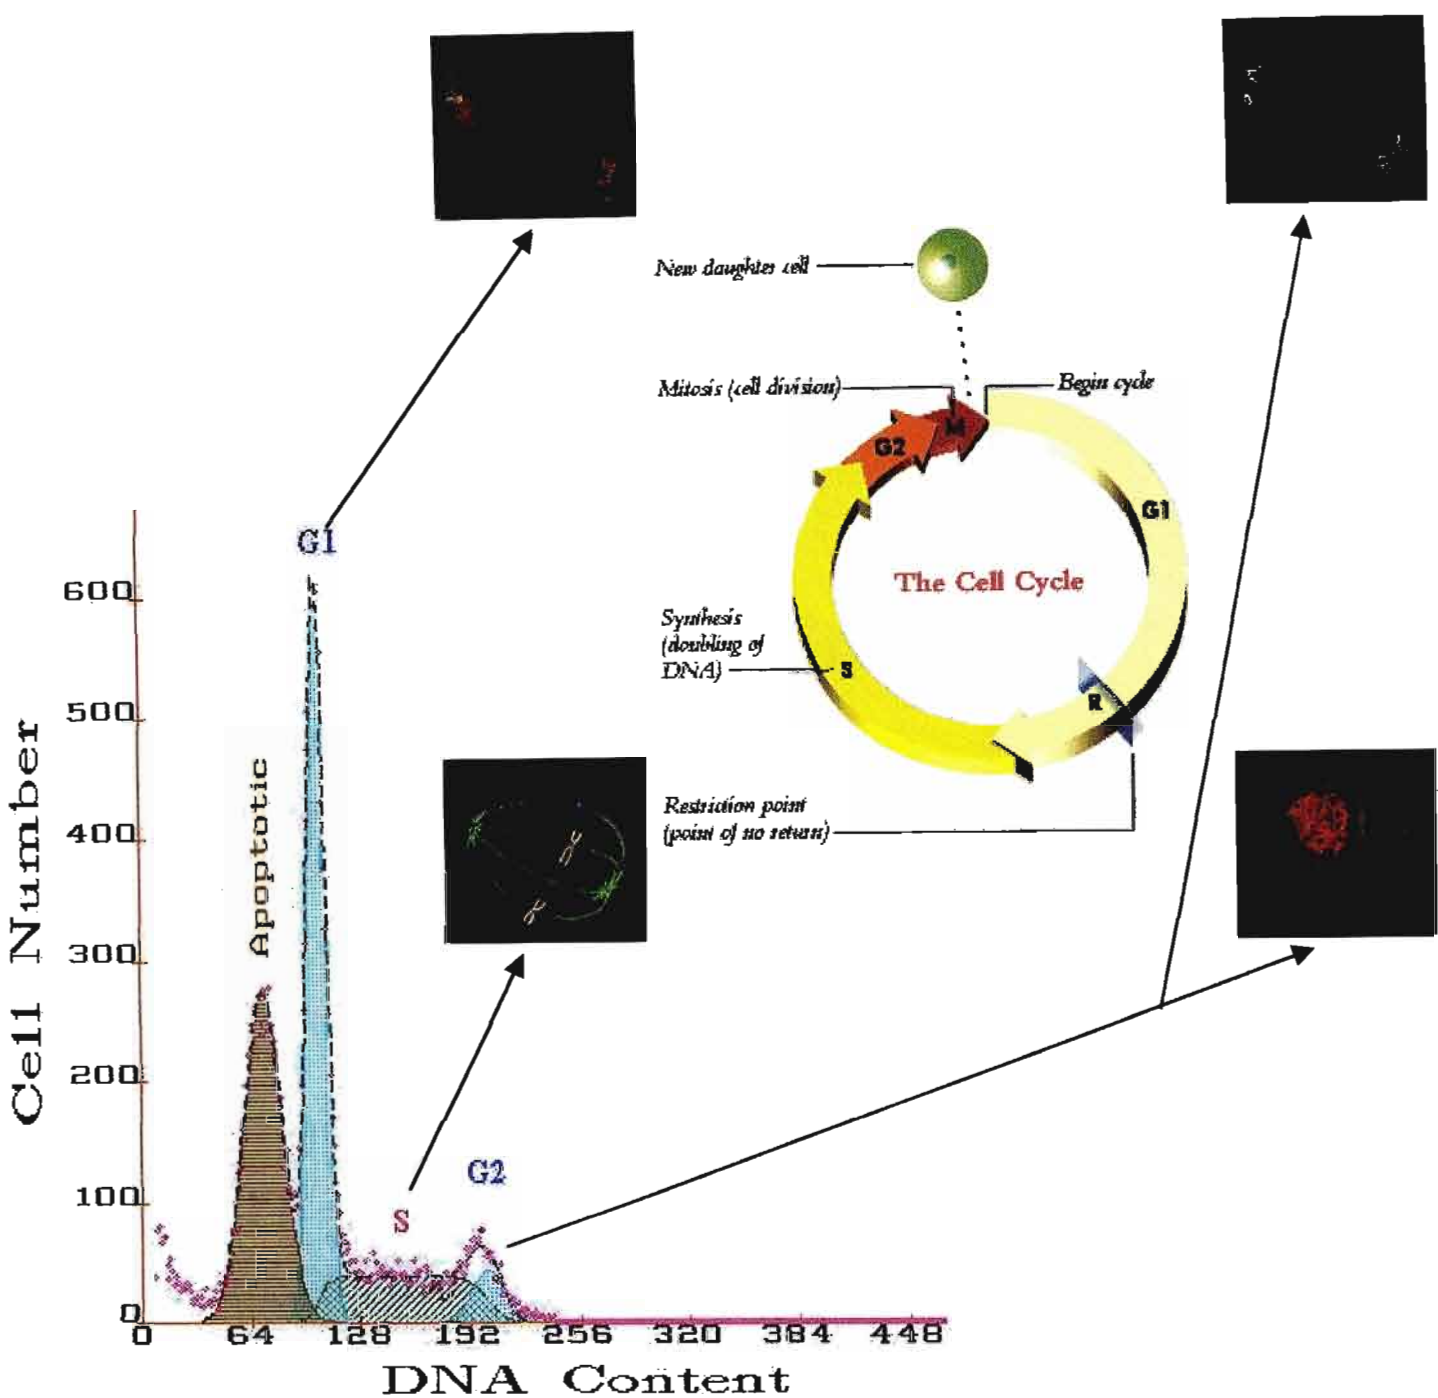 New daughter cell
Mitosis (cell division)
Begin cycle
M
G2
G1
The Cell Cycle
Synthesis
(doubling of
DNA)
S
R
Restriction point
(point of no return)
G1
Apoptotic
S
G2
Cell Number
600
500
400
300
200
100
0
0 64 128 192 256 320 384 448
DNA Content